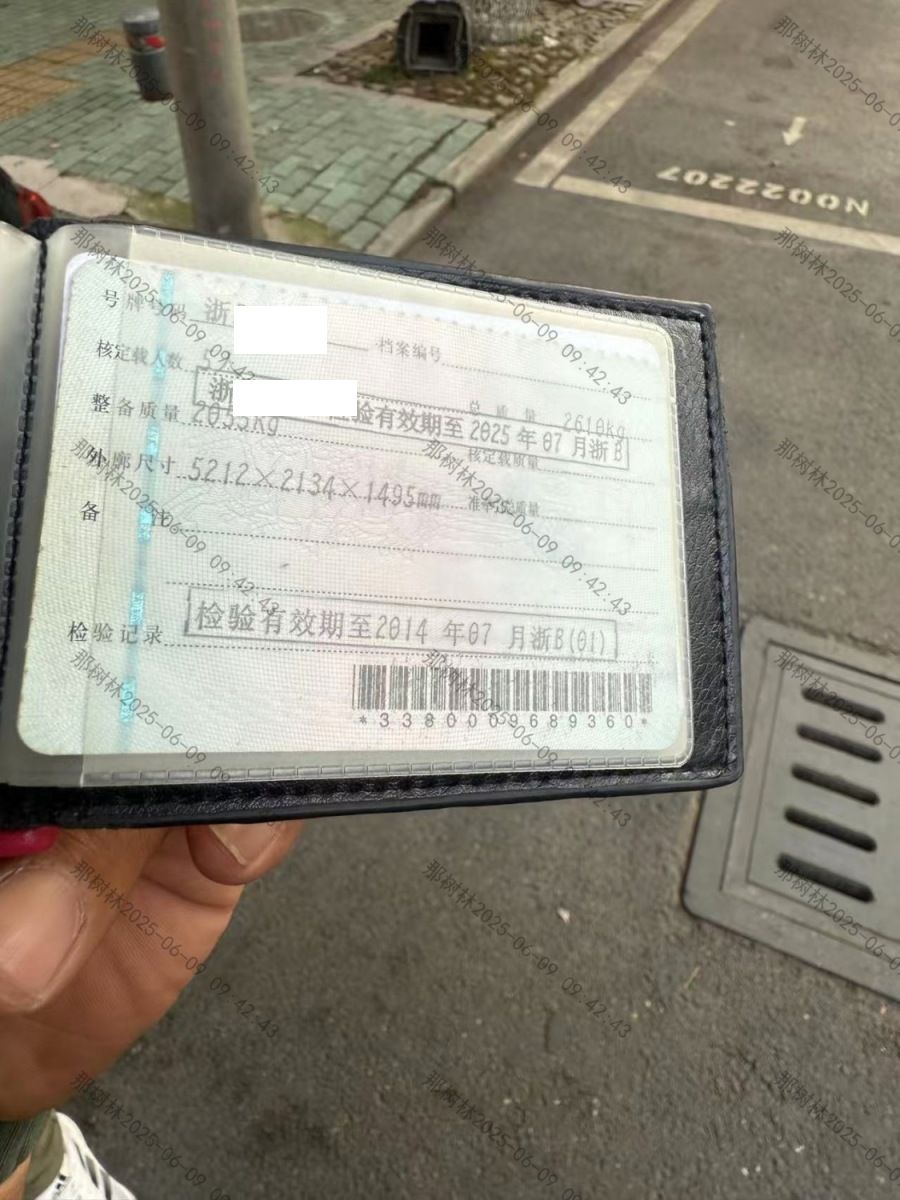 N0022207
号牌号码 浙
档案编号
核定载人数 5人
浙 检验有效期至2025年07月浙B
总质量 2610kg
整备质量 2035kg
核定载质量
外廓尺寸 5212×2134×1495mm
准牵引总质量
备注
检验记录 检验有效期至2014年07月浙B(01)
*3380009689360*
那树林2025-06-09 09:42:43